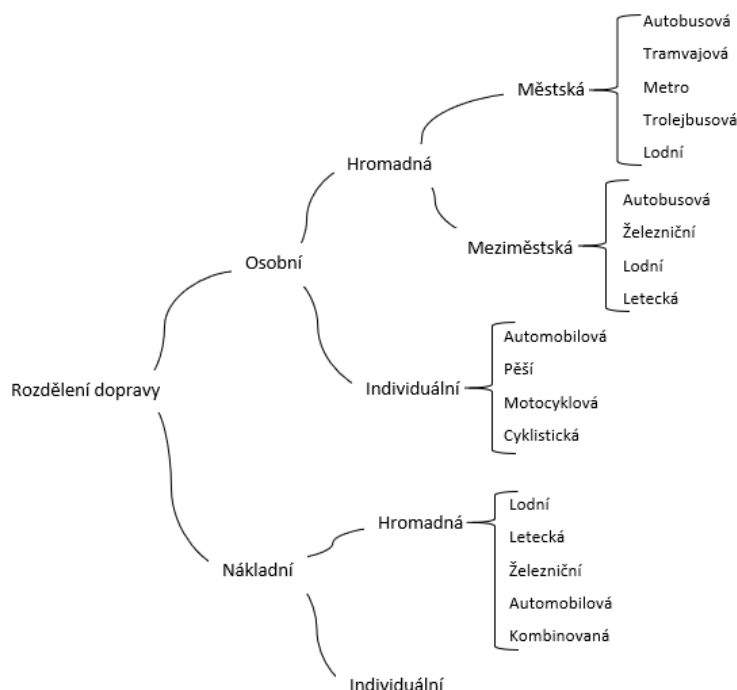 Rozdělení dopravy
Osobní
Hromadná
Městská
Autobusová
Tramvajová
Metro
Trolejbusová
Lodní
Meziměstská
Autobusová
Železniční
Lodní
Letecká
Individuální
Automobilová
Pěší
Motocyklová
Cyklistická
Nákladní
Hromadná
Lodní
Letecká
Železniční
Automobilová
Kombinovaná
Individuální